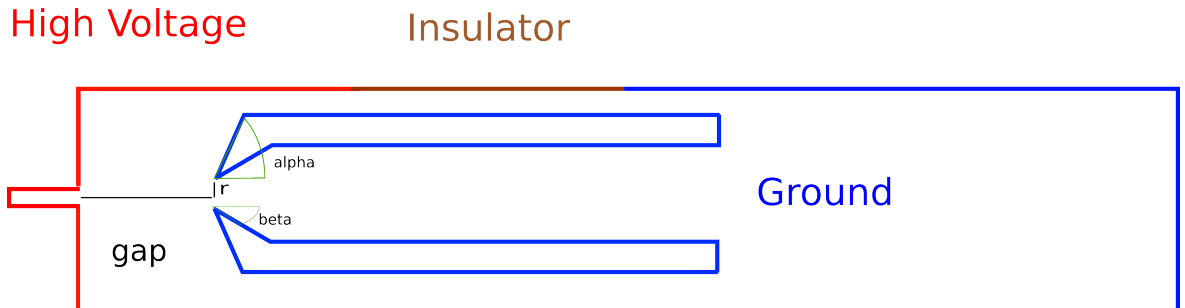 High Voltage
Insulator
alpha
r
Ground
beta
gap